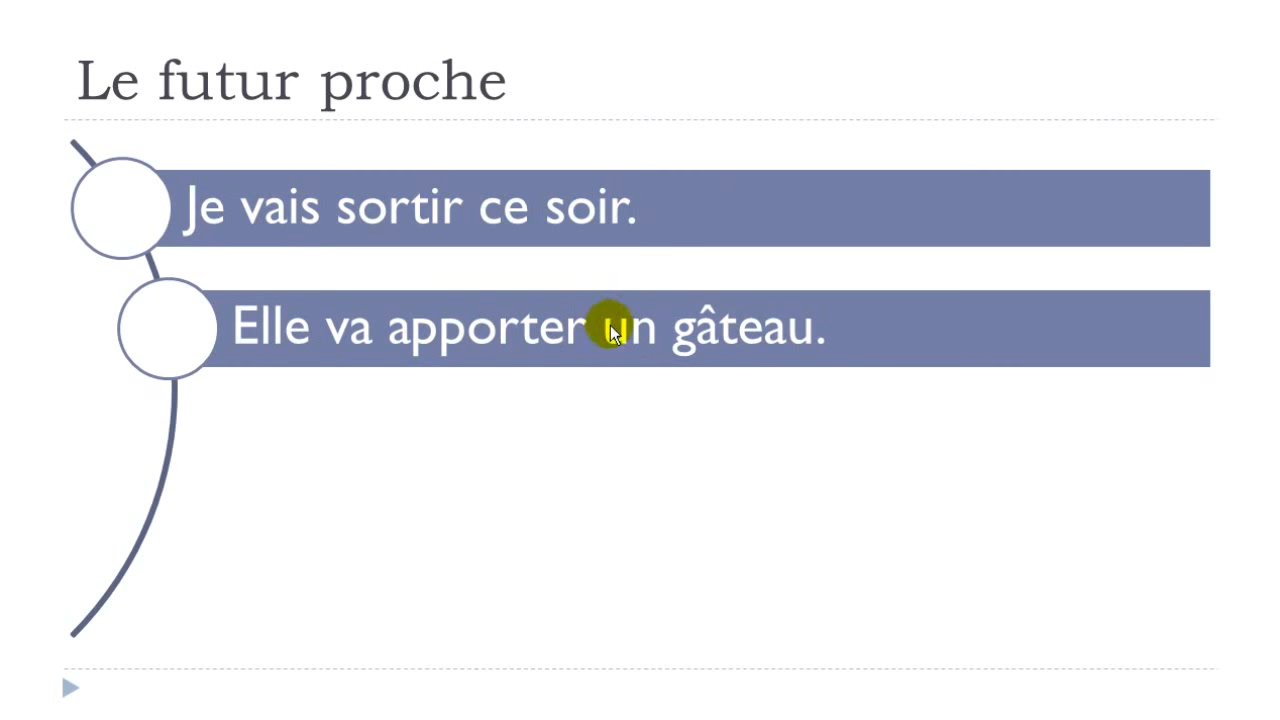 Le futur proche
Je vais sortir ce soir.
Elle va apporter un gâteau.